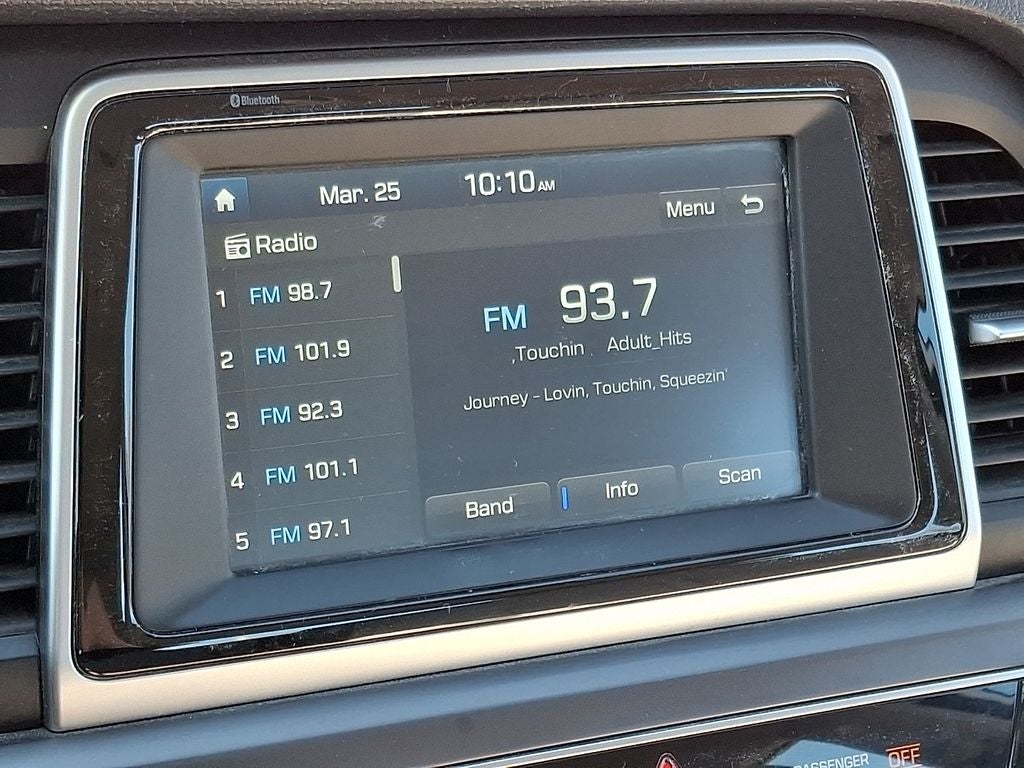 Bluetooth
Mar. 25 10:10 AM
Menu
Radio
1 FM 98.7
2 FM 101.9
3 FM 92.3
4 FM 101.1
5 FM 97.1
FM 93.7
,Touchin Adult_Hits
Journey - Lovin, Touchin, Squeezin'
Band Info Scan
PASSENGER OFF